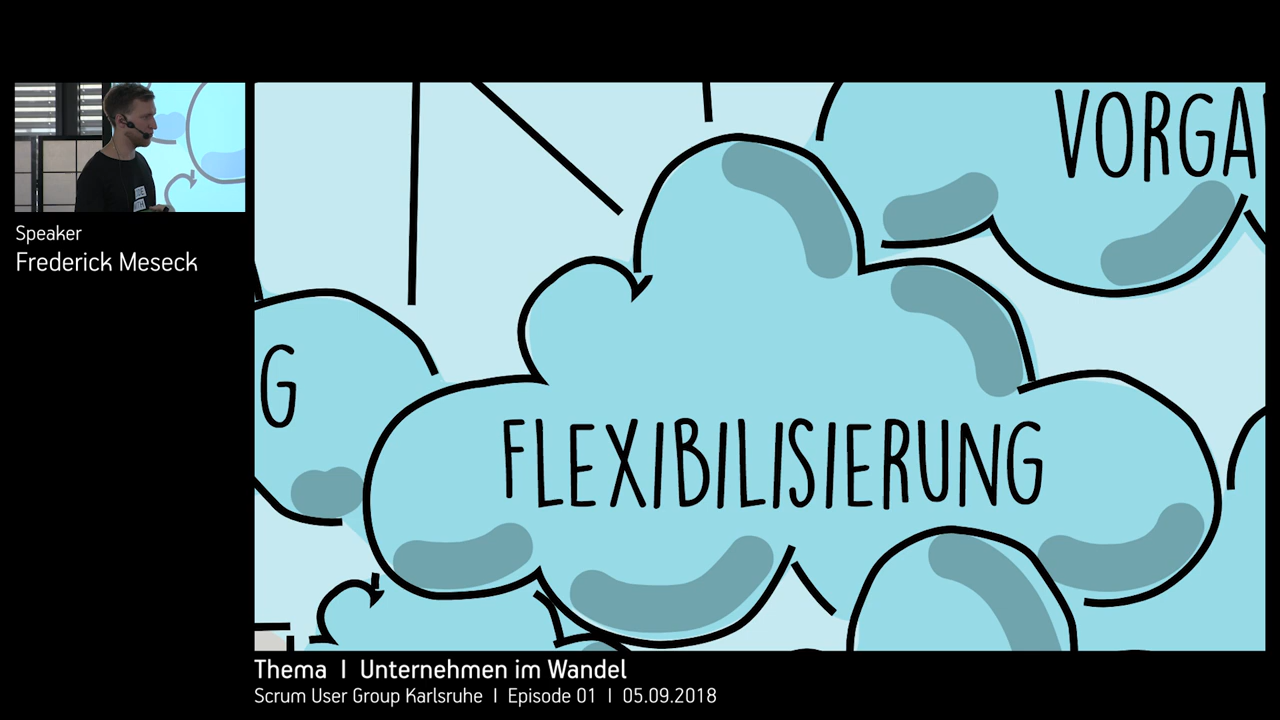 Speaker
Frederick Meseck
VORGA
G
FLEXIBILISIERUNG
Thema I Unternehmen im Wandel
Scrum User Group Karlsruhe I Episode 01 I 05.09.2018